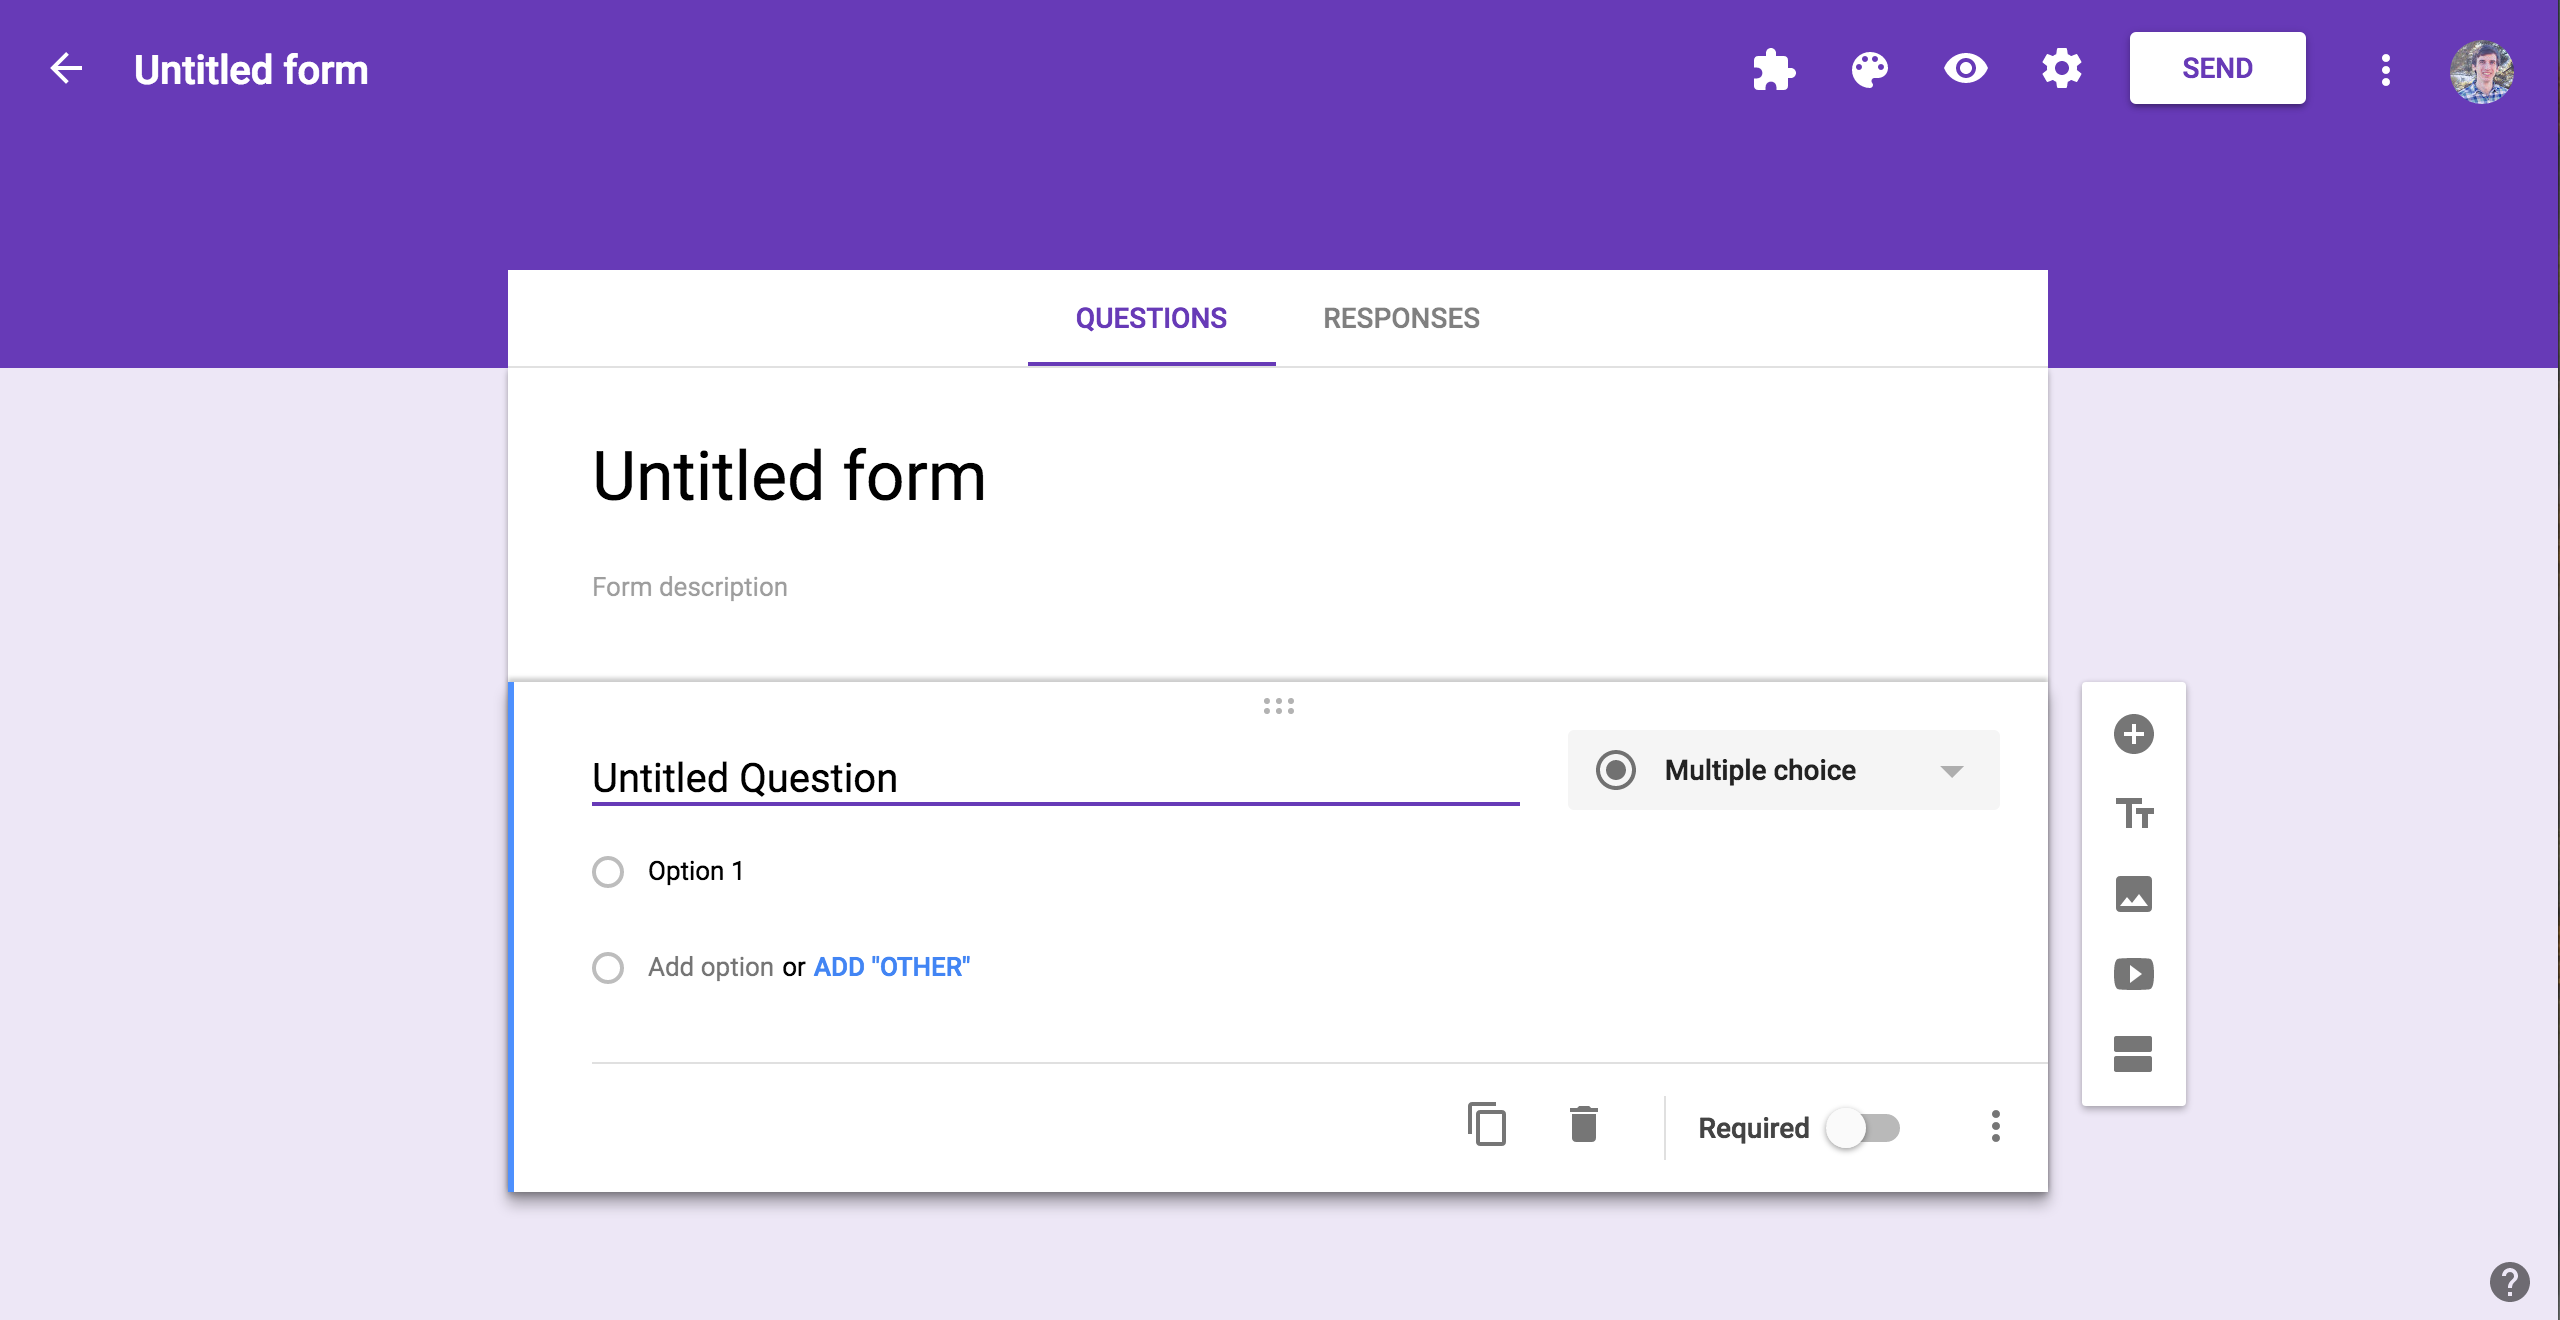 Untitled form
SEND
QUESTIONS RESPONSES
Untitled form
Form description
Untitled Question
Multiple choice
Option 1
Add option or ADD "OTHER"
Required